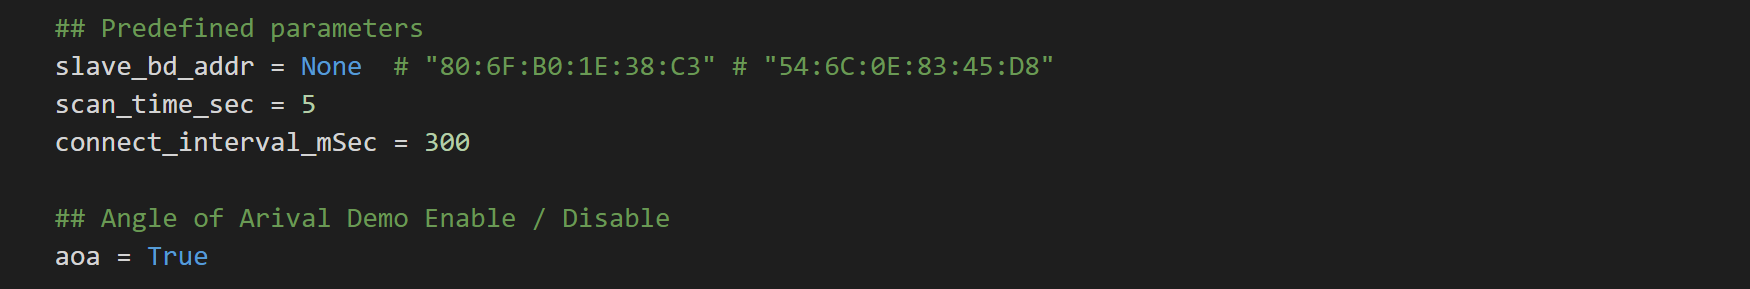 ## Predefined parameters
slave_bd_addr = None  # "80:6F:B0:1E:38:C3" # "54:6C:0E:83:45:D8"
scan_time_sec = 5
connect_interval_mSec = 300
## Angle of Arival Demo Enable / Disable
aoa = True